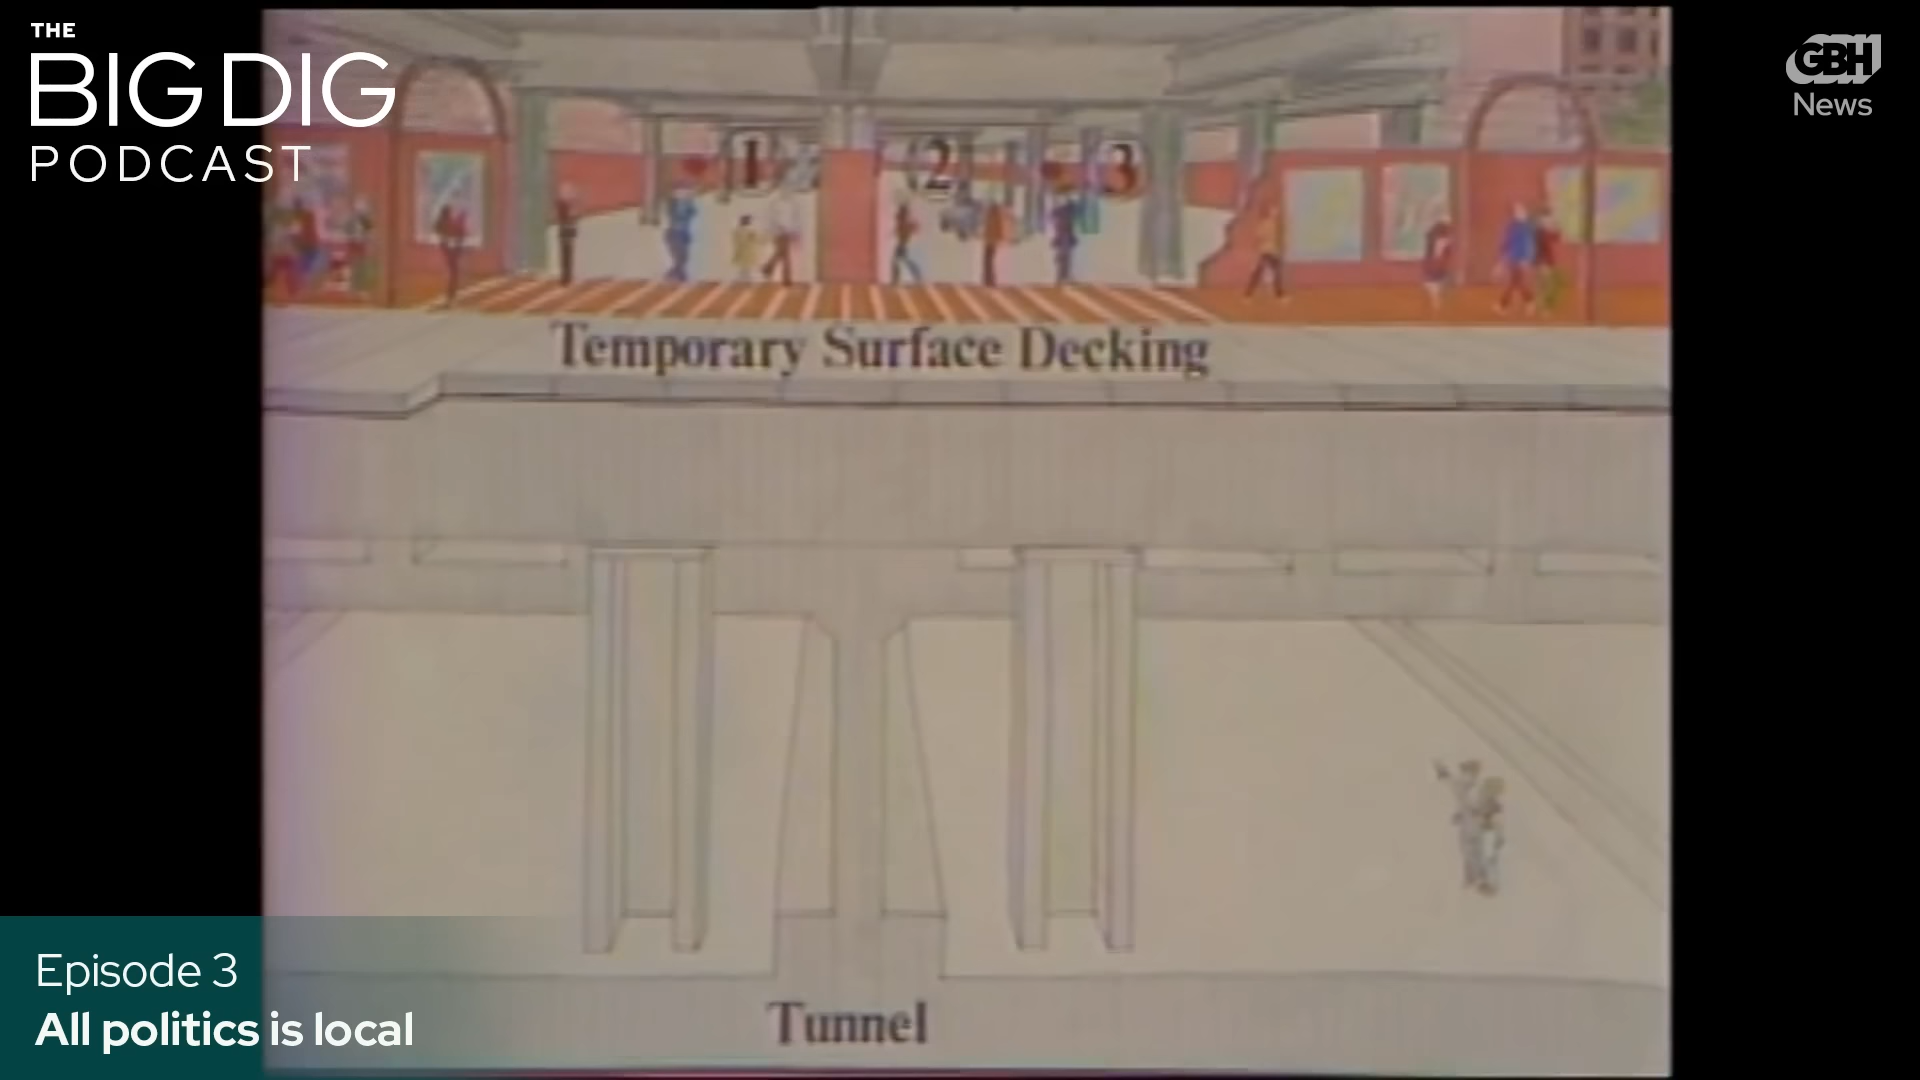 THE
BIG DIG
PODCAST
GBH
News
1 (2) 3
Temporary Surface Decking
Tunnel
Episode 3
All politics is local